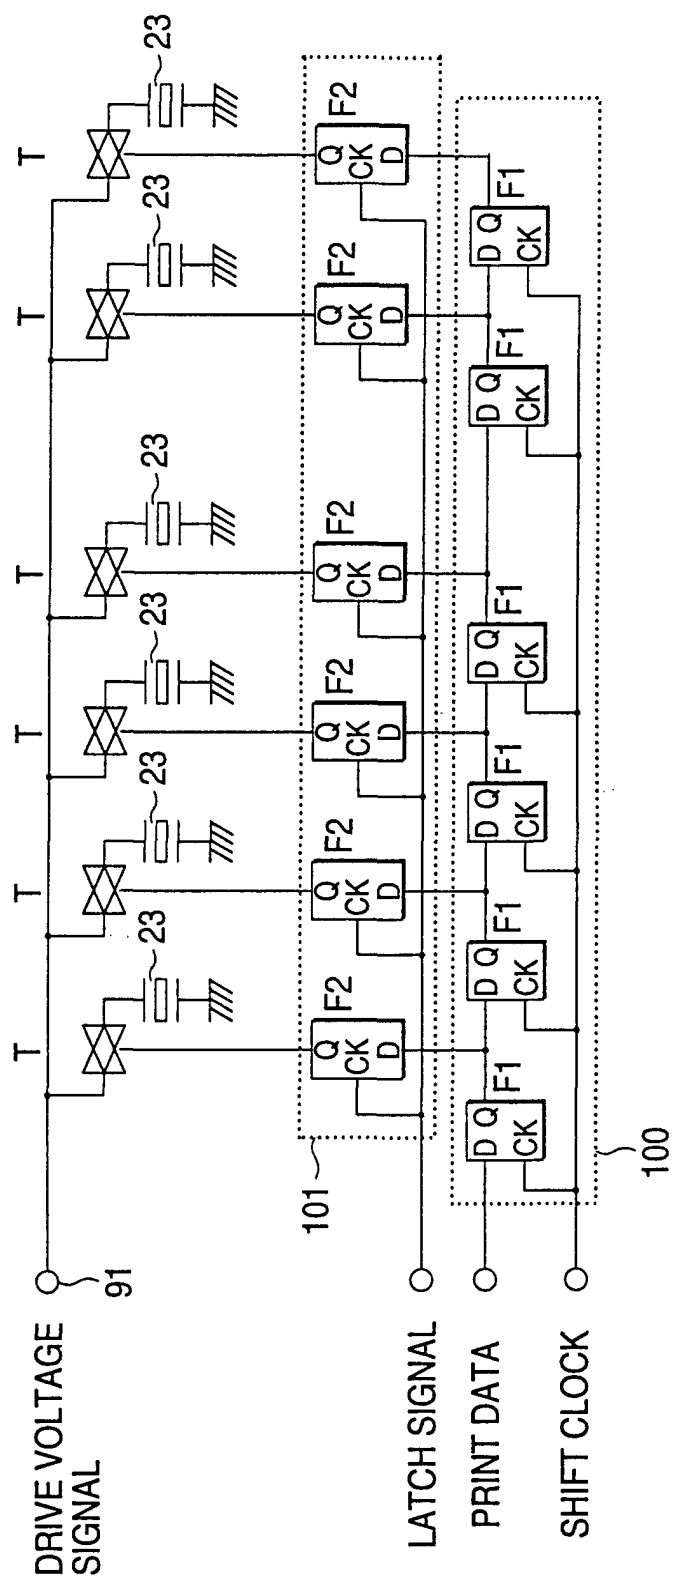 T T T T T T
23 23 23 23 23 23
DRIVE VOLTAGE
SIGNAL
91
101
F2 F2 F2 F2 F2 F2
Q Q Q Q Q Q
CK CK CK CK CK CK
D D D D D D
LATCH SIGNAL
PRINT DATA
D Q D Q D Q D Q D Q D Q
F1 F1 F1 F1 F1 F1
CK CK CK CK CK CK
SHIFT CLOCK
100